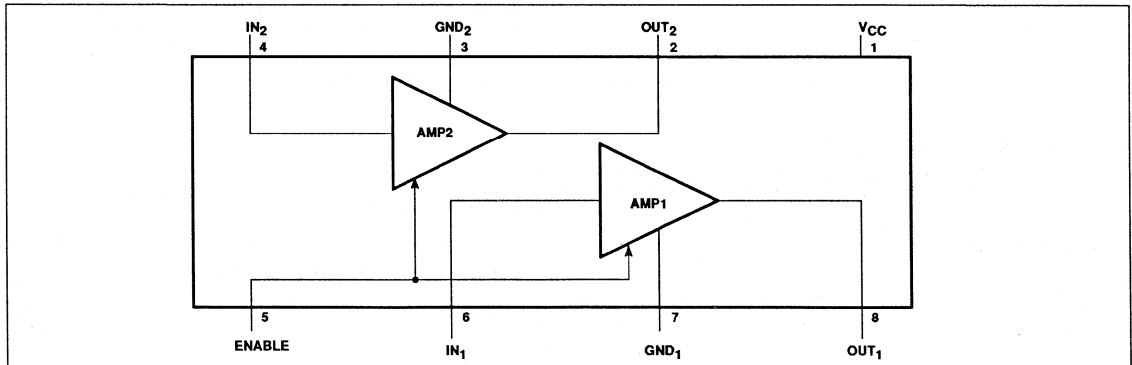 IN2 GND2 OUT2 VCC
4 3 2 1
AMP2
AMP1
5 6 7 8
ENABLE IN1 GND1 OUT1